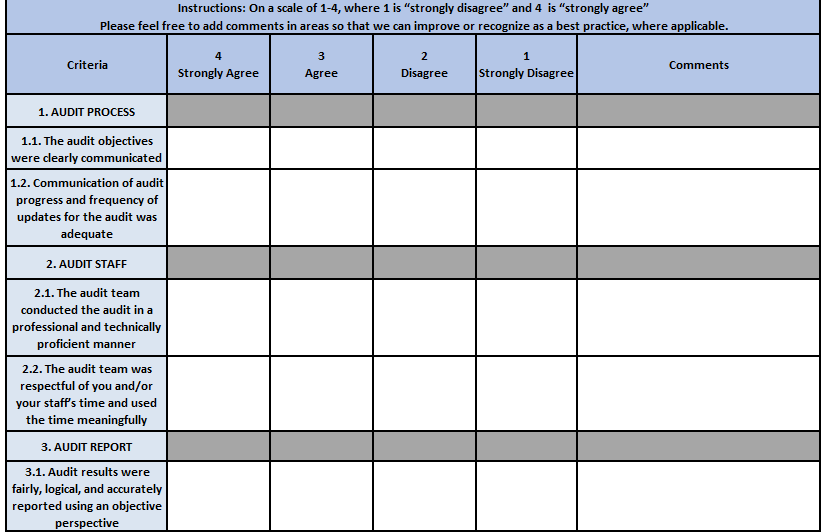 Instructions: On a scale of 1-4, where 1 is “strongly disagree” and 4 is “strongly agree”
Please feel free to add comments in areas so that we can improve or recognize as a best practice, where applicable.
Criteria
4
Strongly Agree
3
Agree
2
Disagree
1
Strongly Disagree
Comments
1. AUDIT PROCESS
1.1. The audit objectives
were clearly communicated
1.2. Communication of audit
progress and frequency of
updates for the audit was
adequate
2. AUDIT STAFF
2.1. The audit team
conducted the audit in a
professional and technically
proficient manner
2.2. The audit team was
respectful of you and/or
your staff’s time and used
the time meaningfully
3. AUDIT REPORT
3.1. Audit results were
fairly, logical, and accurately
reported using an objective
perspective